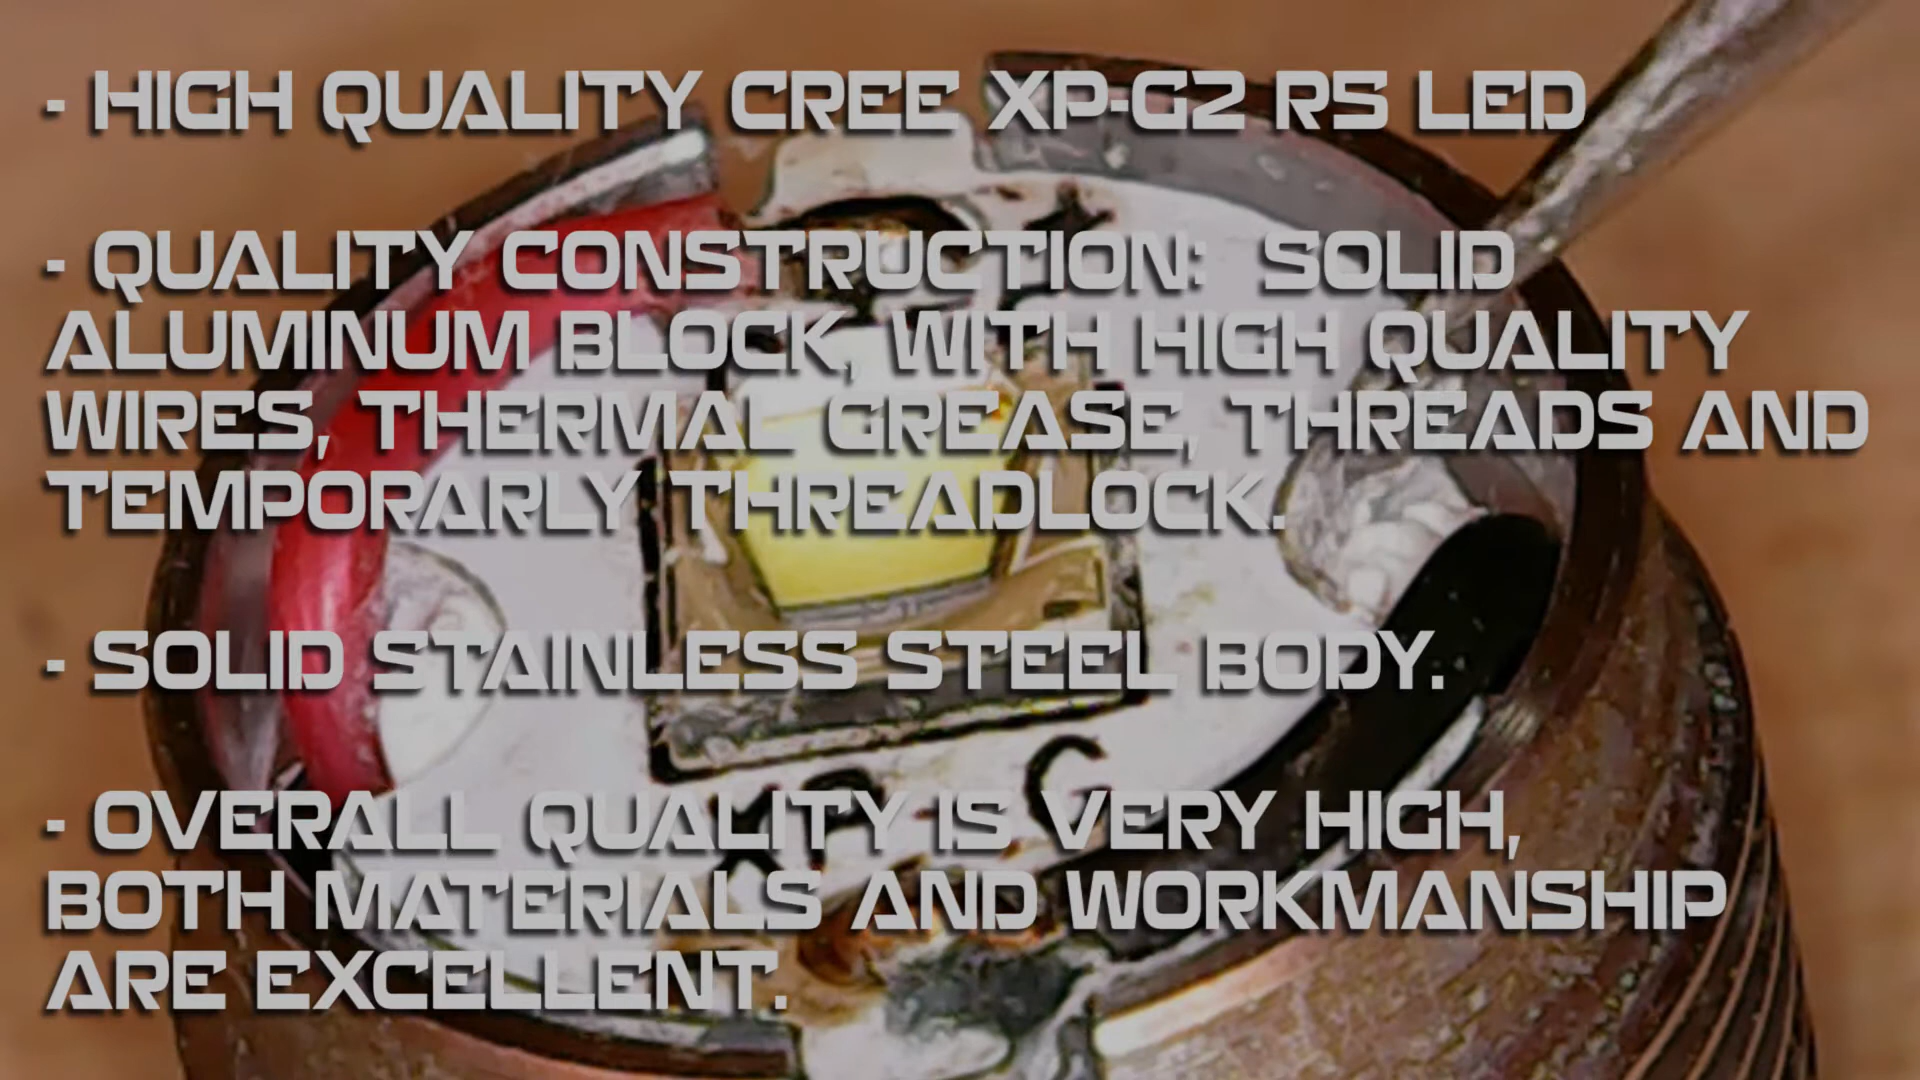 - HIGH QUALITY CREE XP-G2 R5 LED
- QUALITY CONSTRUCTION: SOLID
ALUMINUM BLOCK, WITH HIGH QUALITY
WIRES, THERMAL GREASE, THREADS AND
TEMPORARLY THREADLOCK.
- SOLID STAINLESS STEEL BODY.
- OVERALL QUALITY IS VERY HIGH,
BOTH MATERIALS AND WORKMANSHIP
ARE EXCELLENT.